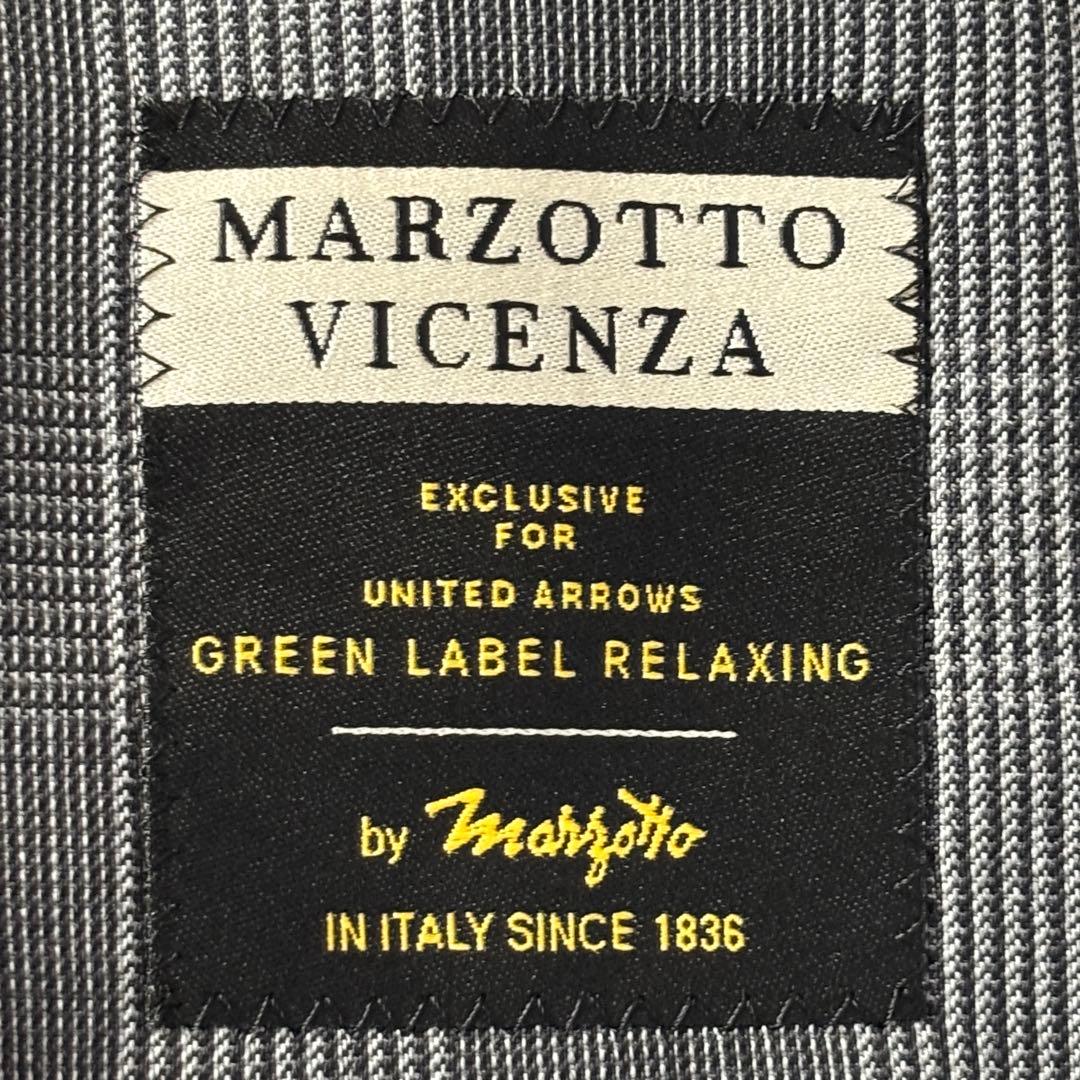 MARZOTTO
VICENZA
EXCLUSIVE
FOR
UNITED ARROWS
GREEN LABEL RELAXING
by Marzotto
IN ITALY SINCE 1836